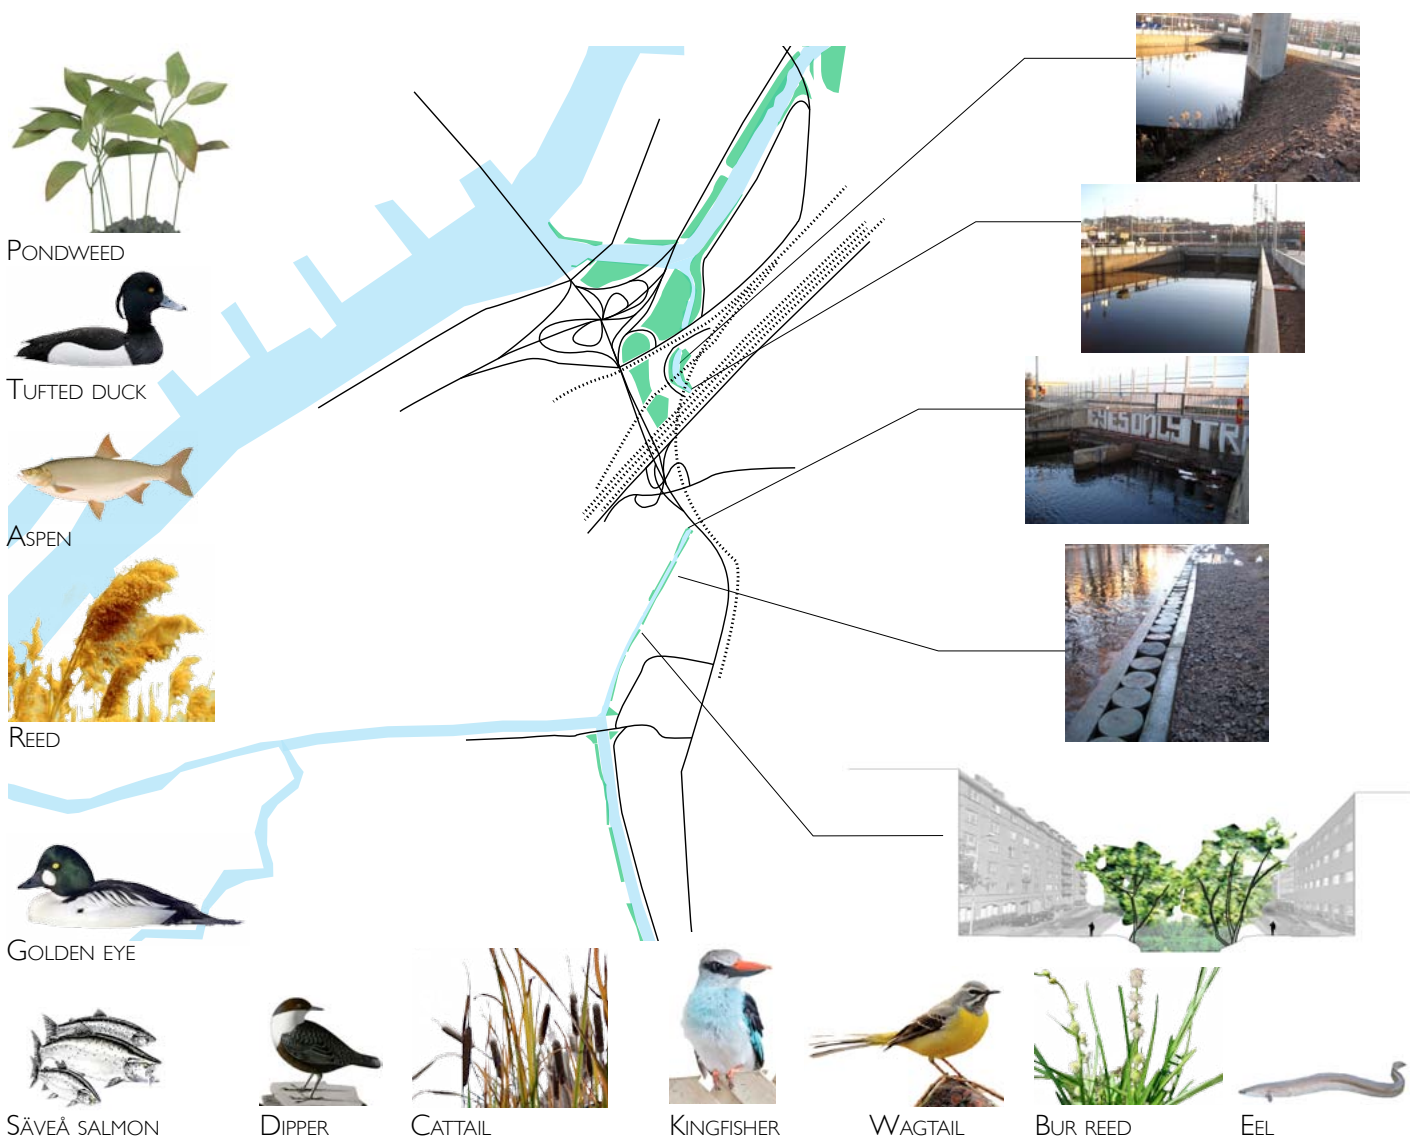 Pondweed
Tufted duck
Aspen
Reed
Golden eye
Säveå salmon
Dipper
Cattail
Kingfisher
Wagtail
Bur reed
Eel